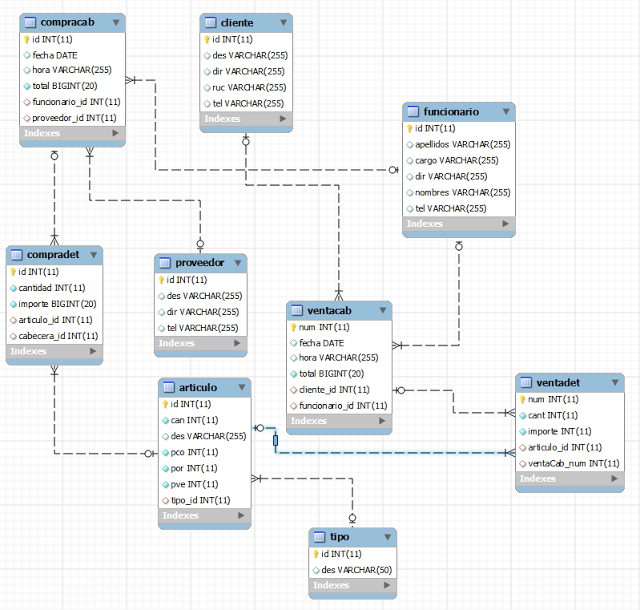 compracab
id INT(11)
fecha DATE
hora VARCHAR(255)
total BIGINT(20)
funcionario_id INT(11)
proveedor_id INT(11)
Indexes
cliente
id INT(11)
des VARCHAR(255)
dir VARCHAR(255)
ruc VARCHAR(255)
tel VARCHAR(255)
Indexes
funcionario
id INT(11)
apellidos VARCHAR(255)
cargo VARCHAR(255)
dir VARCHAR(255)
nombres VARCHAR(255)
tel VARCHAR(255)
Indexes
compradet
id INT(11)
cantidad INT(11)
importe BIGINT(20)
articulo_id INT(11)
cabecera_id INT(11)
Indexes
proveedor
id INT(11)
des VARCHAR(255)
dir VARCHAR(255)
tel VARCHAR(255)
Indexes
ventacab
num INT(11)
fecha DATE
hora VARCHAR(255)
total BIGINT(20)
cliente_id INT(11)
funcionario_id INT(11)
Indexes
articulo
id INT(11)
can INT(11)
des VARCHAR(255)
pco INT(11)
por INT(11)
pve INT(11)
tipo_id INT(11)
Indexes
ventadet
num INT(11)
cant INT(11)
importe INT(11)
articulo_id INT(11)
ventaCab_num INT(11)
Indexes
tipo
id INT(11)
des VARCHAR(50)
Indexes